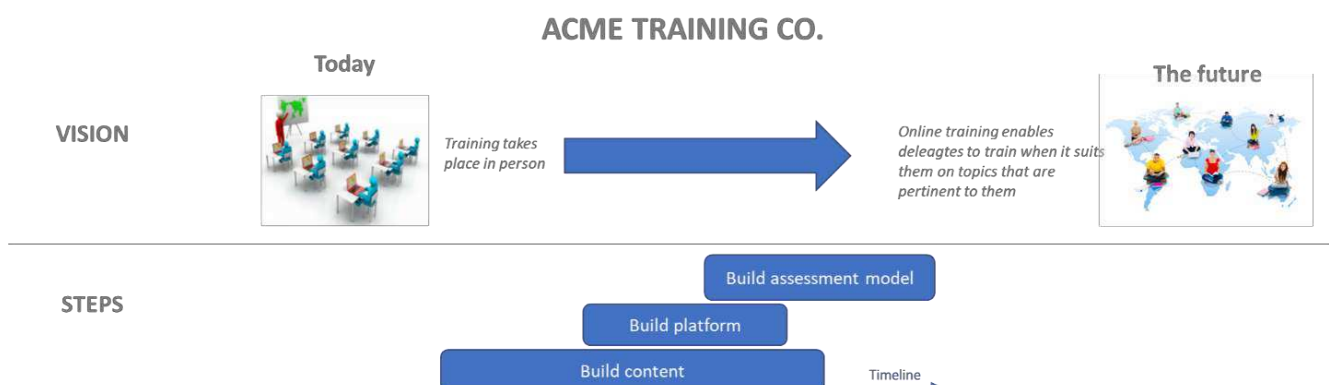 ACME TRAINING CO.
Today
The future
VISION
Training takes
place in person
Online training enables
deleagtes to train when it suits
them on topics that are
pertinent to them
STEPS
Build assessment model
Build platform
Build content
Timeline